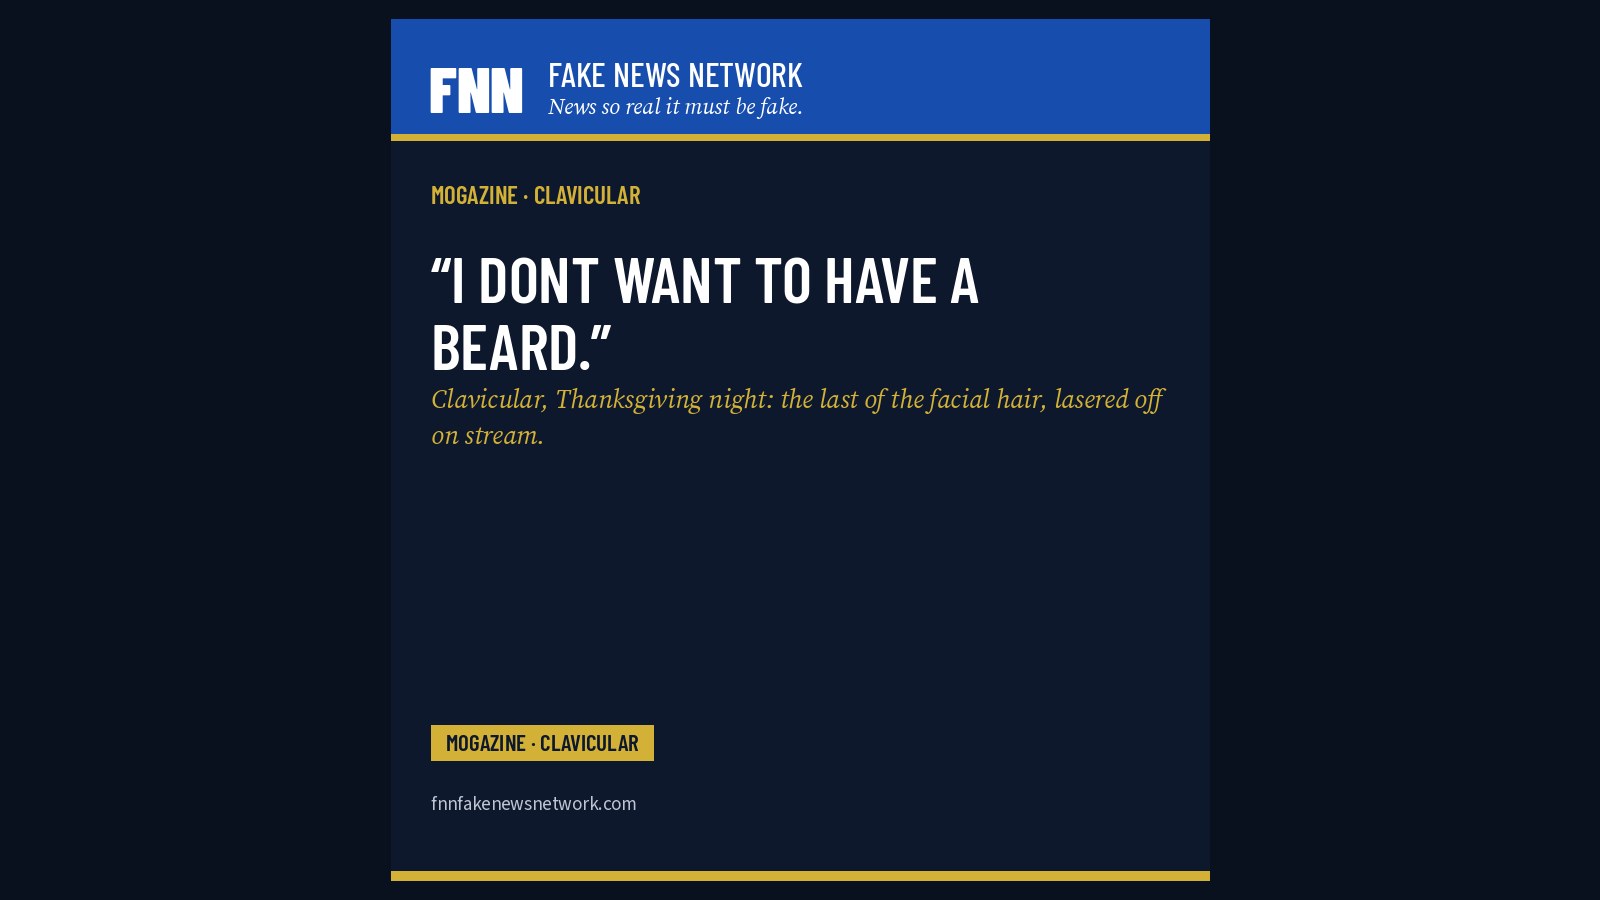 FNN
FAKE NEWS NETWORK
News so real it must be fake.
MOGAZINE · CLAVICULAR
“I DONT WANT TO HAVE A
BEARD.”
Clavicular, Thanksgiving night: the last of the facial hair, lasered off
on stream.
MOGAZINE · CLAVICULAR
fnnfakenewsnetwork.com